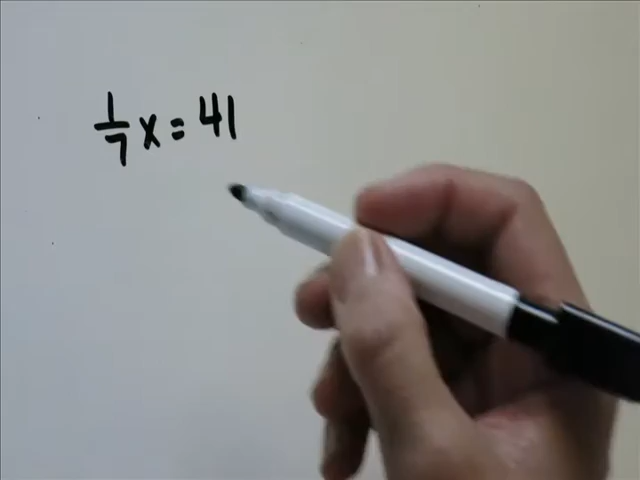 1/7 x = 41